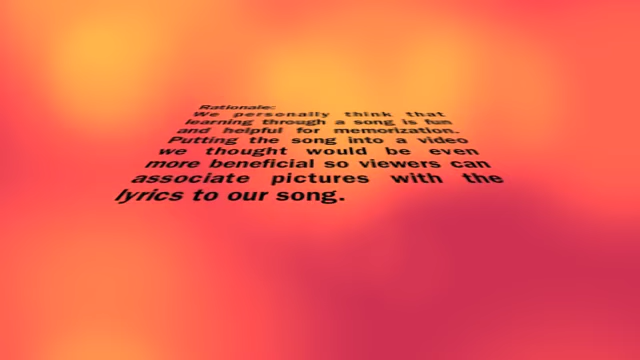 Rationale:
We personally think that
learning through a song is fun
and helpful for memorization.
Putting the song into a video
we thought would be even
more beneficial so viewers can
associate pictures with the
lyrics to our song.